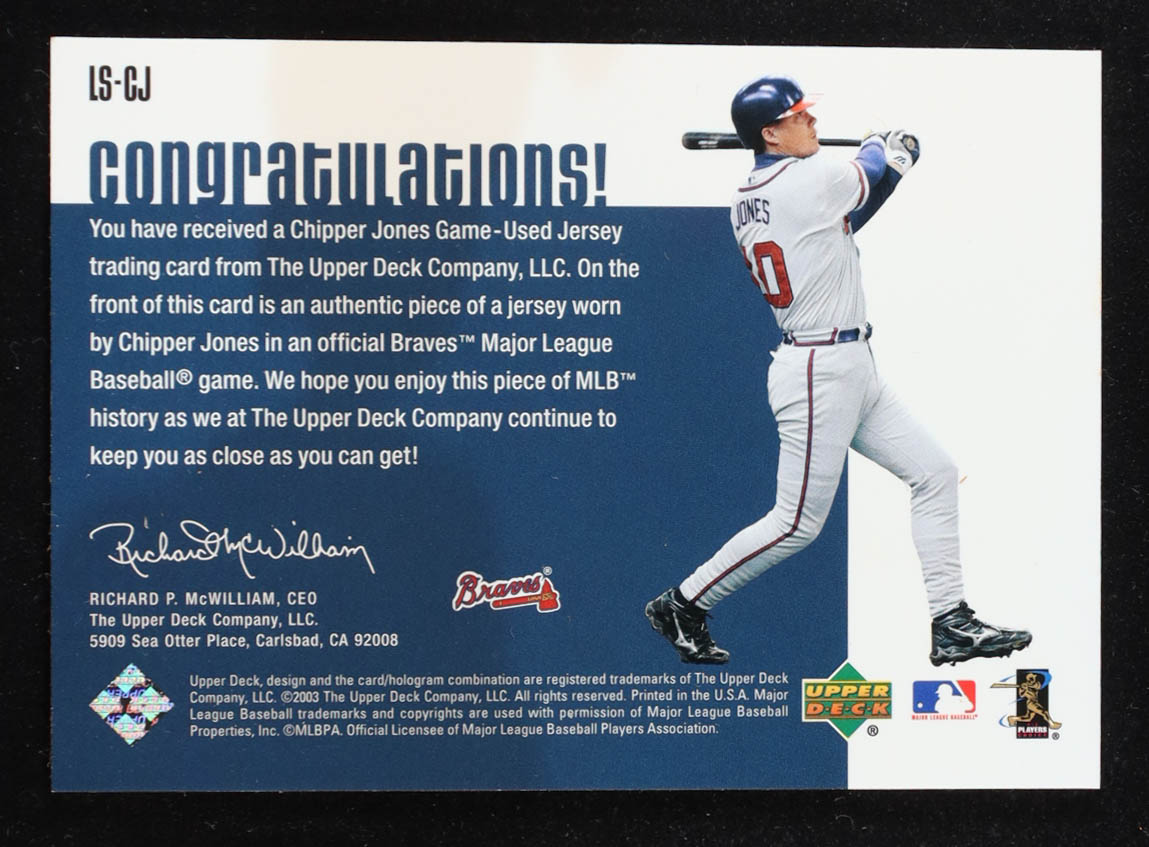 LS-CJ
Congratulations!
You have received a Chipper Jones Game-Used Jersey
trading card from The Upper Deck Company, LLC. On the
front of this card is an authentic piece of a jersey worn
by Chipper Jones in an official Braves™ Major League
Baseball® game. We hope you enjoy this piece of MLB™
history as we at The Upper Deck Company continue to
keep you as close as you can get!
Richard McWilliam
RICHARD P. McWILLIAM, CEO
The Upper Deck Company, LLC.
5909 Sea Otter Place, Carlsbad, CA 92008
Braves®
JONES
10
Upper Deck, design and the card/hologram combination are registered trademarks of The Upper Deck
Company, LLC. ©2003 The Upper Deck Company, LLC. All rights reserved. Printed in the U.S.A. Major
League Baseball trademarks and copyrights are used with permission of Major League Baseball
Properties, Inc. ©MLBPA. Official Licensee of Major League Baseball Players Association.
UPPER
DECK
®
MAJOR LEAGUE BASEBALL
PLAYERS
CHOICE
®